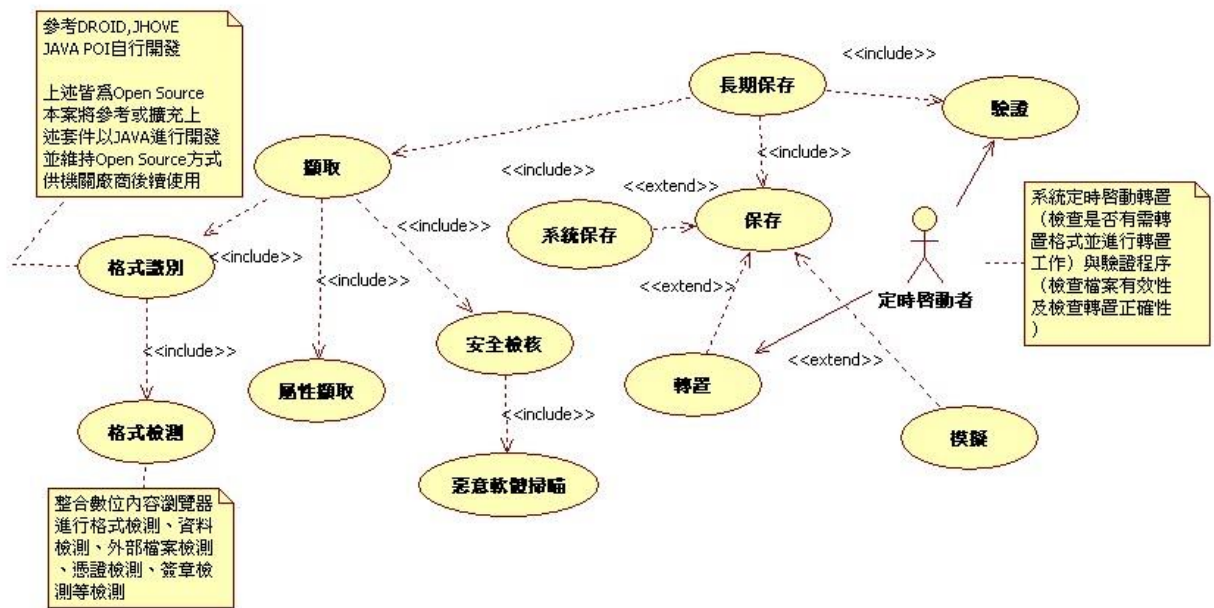 參考DROID,JHOVE
JAVA POI自行開發
上述皆爲Open Source
本案將參考或擴充上
述套件以JAVA進行開發
並維持Open Source方式
供機關廠商後續使用
<<include>>
長期保存
驗證
擷取
<<include>>
<<include>>
<<extend>>
系統保存
保存
系統定時啓動轉置
（檢查是否有需轉
置格式並進行轉置
工作）與驗證程序
（檢查檔案有效性
及檢查轉置正確性
）
<<include>>
格式識別
<<include>>
<<include>>
<<extend>>
定時啓動者
安全檢核
<<include>>
<<extend>>
屬性擷取
轉置
<<include>>
格式檢測
模擬
惡意軟體掃瞄
整合數位內容瀏覽器
進行格式檢測、資料
檢測、外部檔案檢測
、憑證檢測、簽章檢
測等檢測